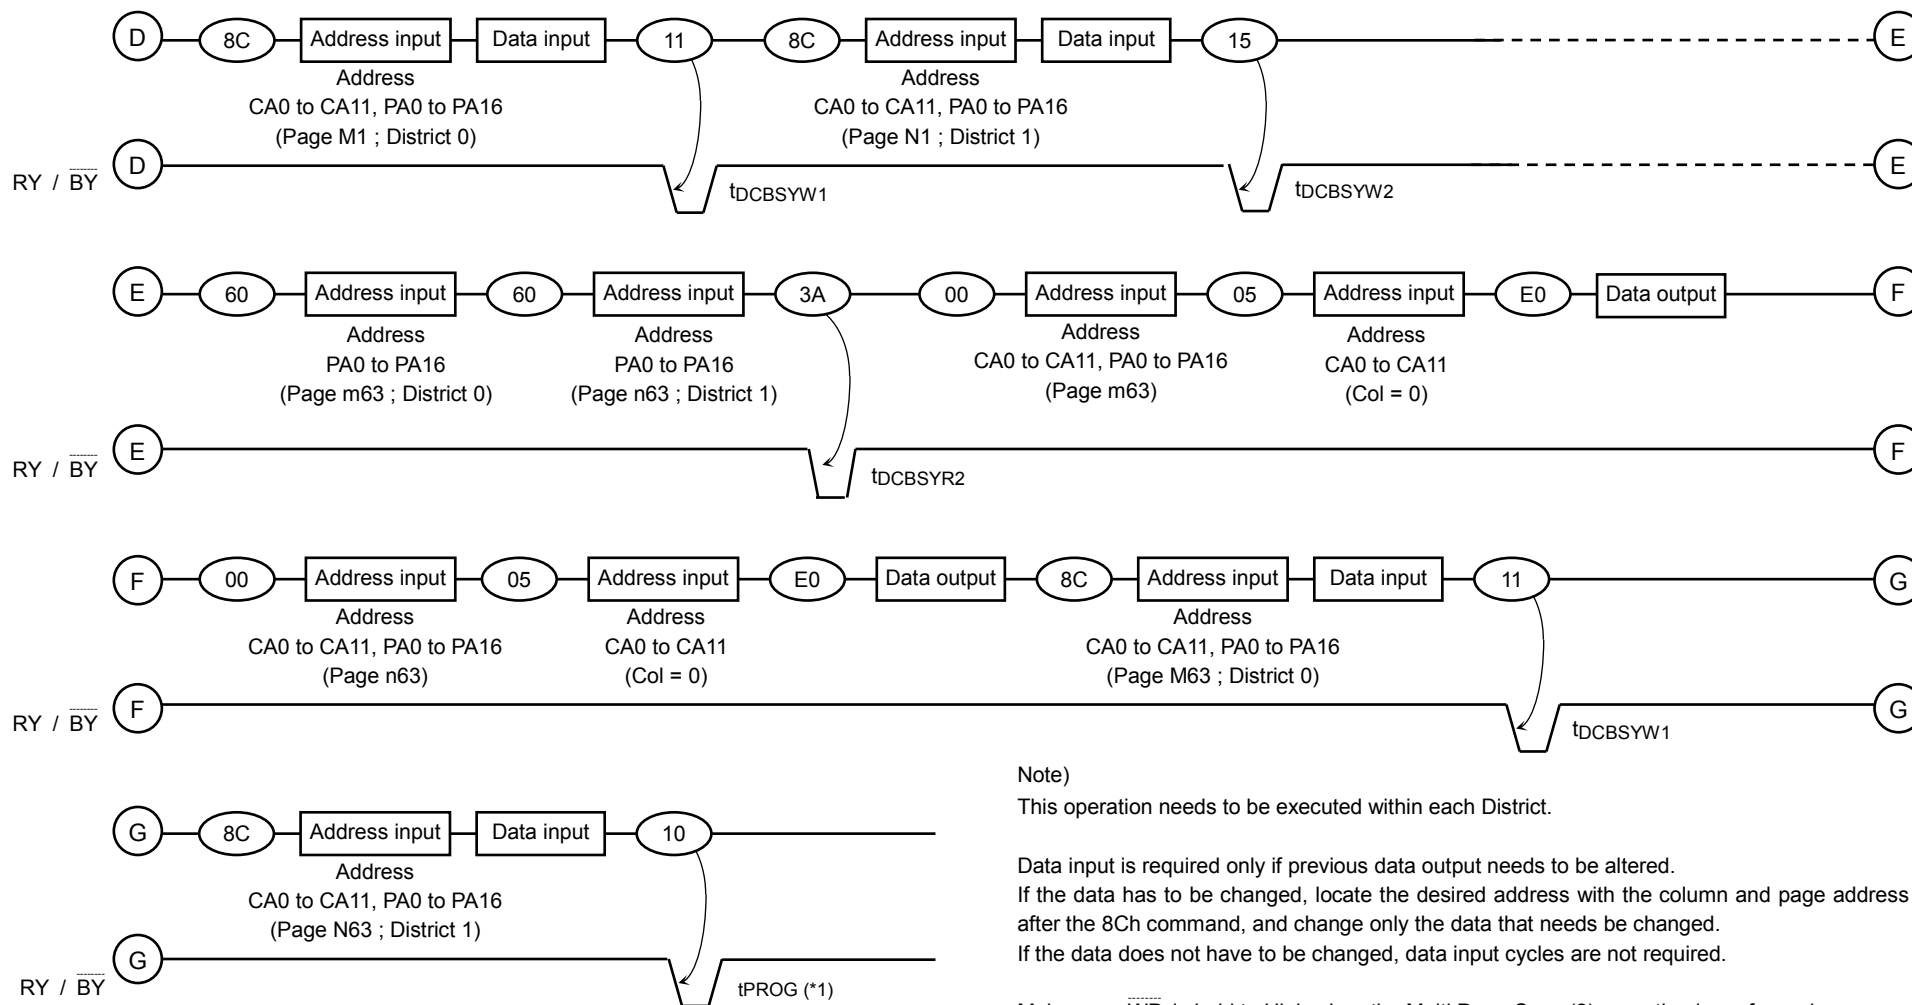 D 8C Address input Data input 11 8C Address input Data input 15 E
Address Address
CA0 to CA11, PA0 to PA16 CA0 to CA11, PA0 to PA16
(Page M1 ; District 0) (Page N1 ; District 1)
RY / BY D tDCBSYW1 tDCBSYW2 E
E 60 Address input 60 Address input 3A 00 Address input 05 Address input E0 Data output F
Address Address Address Address
PA0 to PA16 PA0 to PA16 CA0 to CA11, PA0 to PA16 CA0 to CA11
(Page m63 ; District 0) (Page n63 ; District 1) (Page m63) (Col = 0)
RY / BY E tDCBSYR2 F
F 00 Address input 05 Address input E0 Data output 8C Address input Data input 11 G
Address Address Address
CA0 to CA11, PA0 to PA16 CA0 to CA11 CA0 to CA11, PA0 to PA16
(Page n63) (Col = 0) (Page M63 ; District 0)
RY / BY F tDCBSYW1 G
G 8C Address input Data input 10
Address
CA0 to CA11, PA0 to PA16
(Page N63 ; District 1)
RY / BY G tPROG (*1)
Note)
This operation needs to be executed within each District.
Data input is required only if previous data output needs to be altered.
If the data has to be changed, locate the desired address with the column and page address
after the 8Ch command, and change only the data that needs be changed.
If the data does not have to be changed, data input cycles are not required.